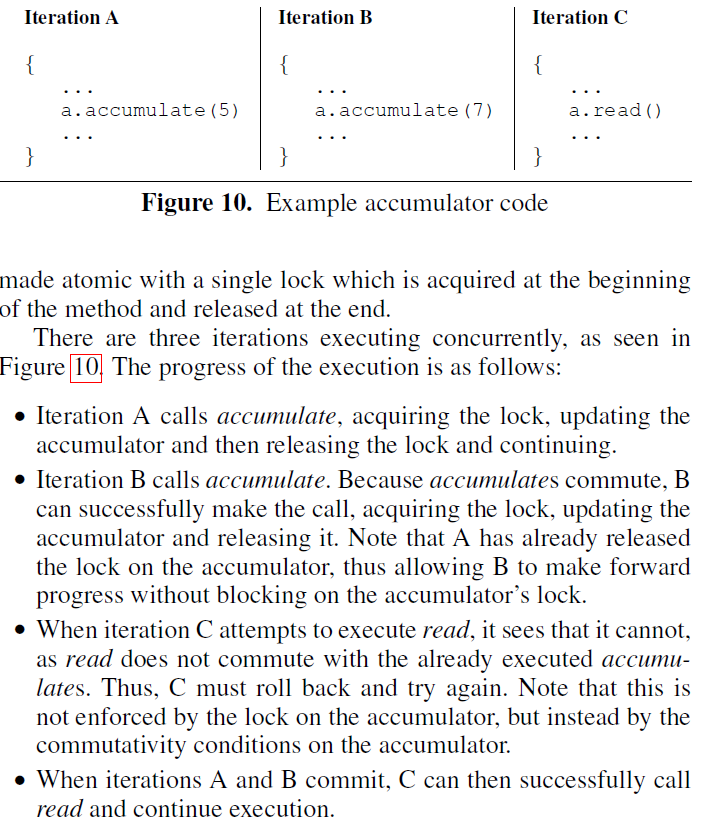 Iteration A Iteration B Iteration C
{ { {
... ... ...
a.accumulate(5) a.accumulate(7) a.read()
... ... ...
} } }
Figure 10. Example accumulator code
made atomic with a single lock which is acquired at the beginning
of the method and released at the end.
There are three iterations executing concurrently, as seen in
Figure 10. The progress of the execution is as follows:
• Iteration A calls accumulate, acquiring the lock, updating the
accumulator and then releasing the lock and continuing.
• Iteration B calls accumulate. Because accumulates commute, B
can successfully make the call, acquiring the lock, updating the
accumulator and releasing it. Note that A has already released
the lock on the accumulator, thus allowing B to make forward
progress without blocking on the accumulator's lock.
• When iteration C attempts to execute read, it sees that it cannot,
as read does not commute with the already executed accumu-
lates. Thus, C must roll back and try again. Note that this is
not enforced by the lock on the accumulator, but instead by the
commutativity conditions on the accumulator.
• When iterations A and B commit, C can then successfully call
read and continue execution.